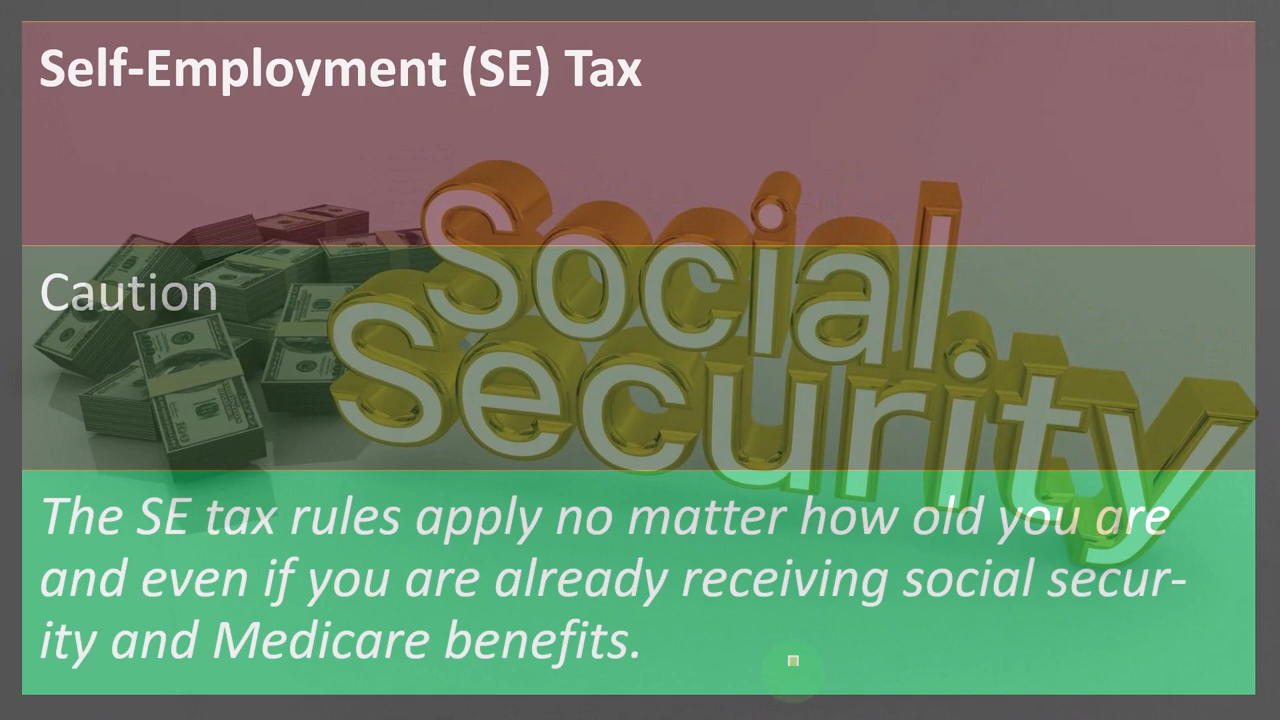 Self-Employment (SE) Tax
Social
Caution
Security
The SE tax rules apply no matter how old you are
and even if you are already receiving social secur-
ity and Medicare benefits.